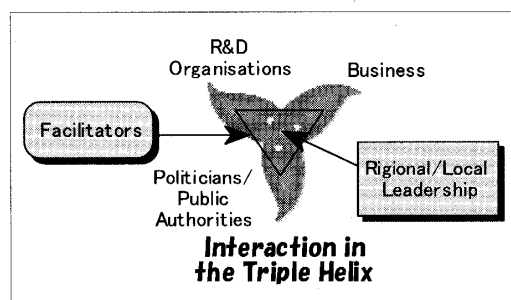 R&D
Organisations
Business
Facilitators
Rigional/Local
Leadership
Politicians/
Public
Authorities
Interaction in
the Triple Helix